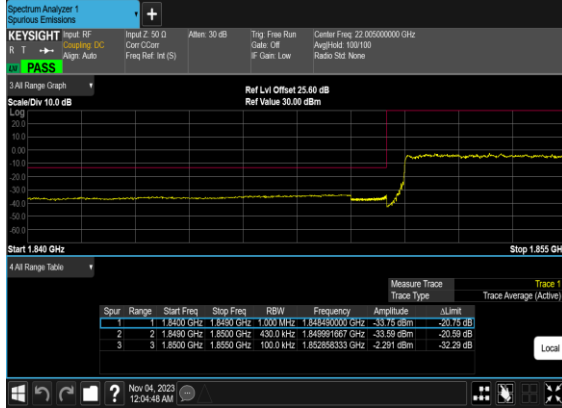 Spectrum Analyzer 1
Spurious Emissions
KEYSIGHT Input: RF Input Z: 50 Ω Atten: 30 dB Trig: Free Run Center Freq: 22.005000000 GHz
R T Coupling: DC Corr CCorr Gate: Off Avg|Hold: 100/100
Align: Auto Freq Ref: Int (S) IF Gain: Low Radio Std: None
PASS
3 All Range Graph
Ref Lvl Offset 25.60 dB
Scale/Div 10.0 dB Ref Value 30.00 dBm
Log
20.0
10.0
0.00
-10.0
-20.0
-30.0
-40.0
-50.0
-60.0
Start 1.840 GHz Stop 1.855 GH
4 All Range Table
Measure Trace Trace 1
Trace Type Trace Average (Active)
Spur Range Start Freq Stop Freq RBW Frequency Amplitude ΔLimit
1 1 1.8400 GHz 1.8490 GHz 1.000 MHz 1.848490000 GHz -33.75 dBm -20.75 dB
2 2 1.8490 GHz 1.8500 GHz 430.0 kHz 1.849991667 GHz -33.59 dBm -20.59 dB
3 3 1.8500 GHz 1.8550 GHz 100.0 kHz 1.852858333 GHz -2.291 dBm -32.29 dB
Local
? Nov 04, 2023
12:04:48 AM